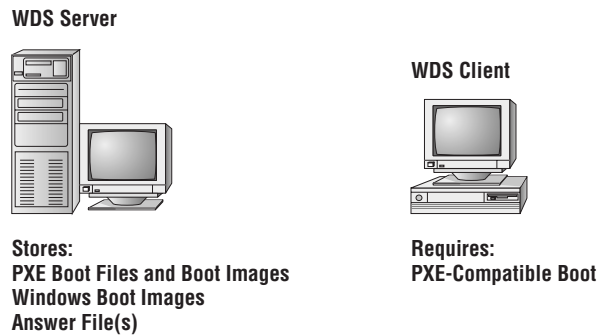 WDS Server
Stores:
PXE Boot Files and Boot Images
Windows Boot Images
Answer File(s)
WDS Client
Requires:
PXE-Compatible Boot